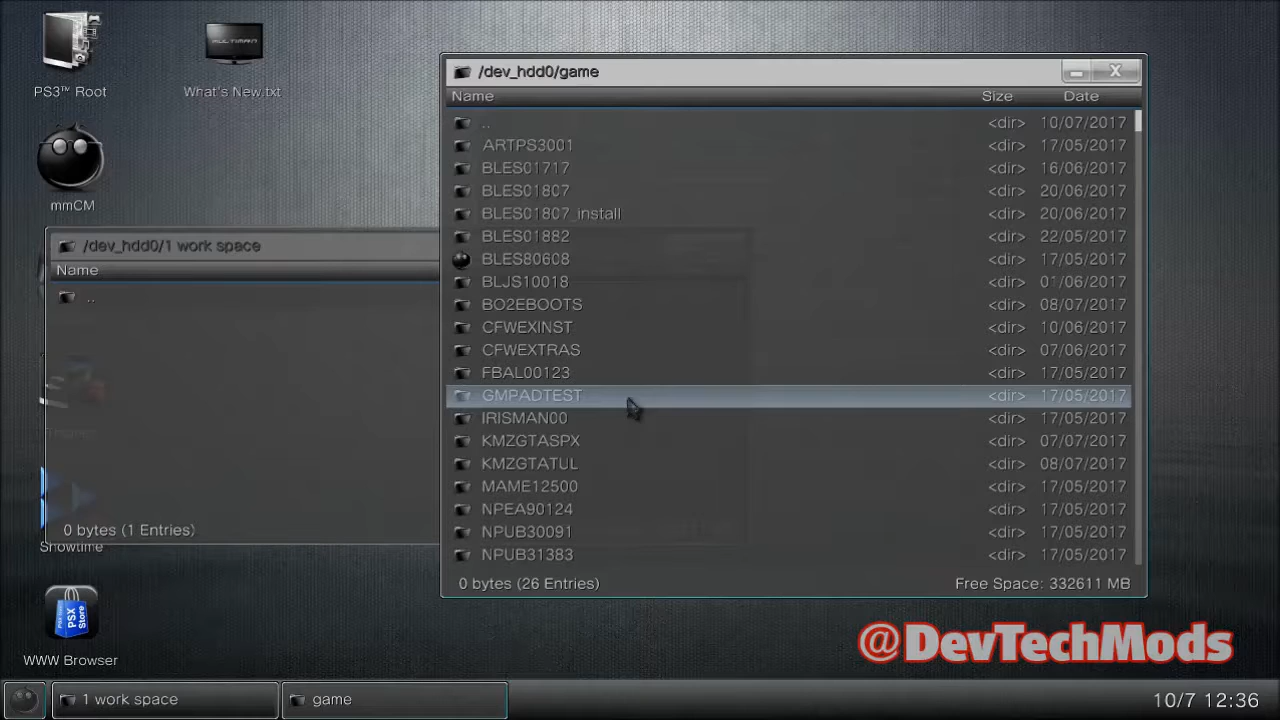 PS3™ Root
MULTIMAN
What's New.txt
mmCM
/dev_hdd0/1 work space
Name
..
0 bytes (1 Entries)
Showtime
WWW Browser
PSX Store
/dev_hdd0/game
Name Size Date
.. <dir> 10/07/2017
ARTPS3001 <dir> 17/05/2017
BLES01717 <dir> 16/06/2017
BLES01807 <dir> 20/06/2017
BLES01807_install <dir> 20/06/2017
BLES01882 <dir> 22/05/2017
BLES80608 <dir> 17/05/2017
BLJS10018 <dir> 01/06/2017
BO2EBOOTS <dir> 08/07/2017
CFWEXINST <dir> 10/06/2017
CFWEXTRAS <dir> 07/06/2017
FBAL00123 <dir> 17/05/2017
GMPADTEST <dir> 17/05/2017
IRISMAN00 <dir> 17/05/2017
KMZGTASPX <dir> 07/07/2017
KMZGTATUL <dir> 08/07/2017
MAME12500 <dir> 17/05/2017
NPEA90124 <dir> 17/05/2017
NPUB30091 <dir> 17/05/2017
NPUB31383 <dir> 17/05/2017
0 bytes (26 Entries) Free Space: 332611 MB
@DevTechMods
1 work space game 10/7 12:36